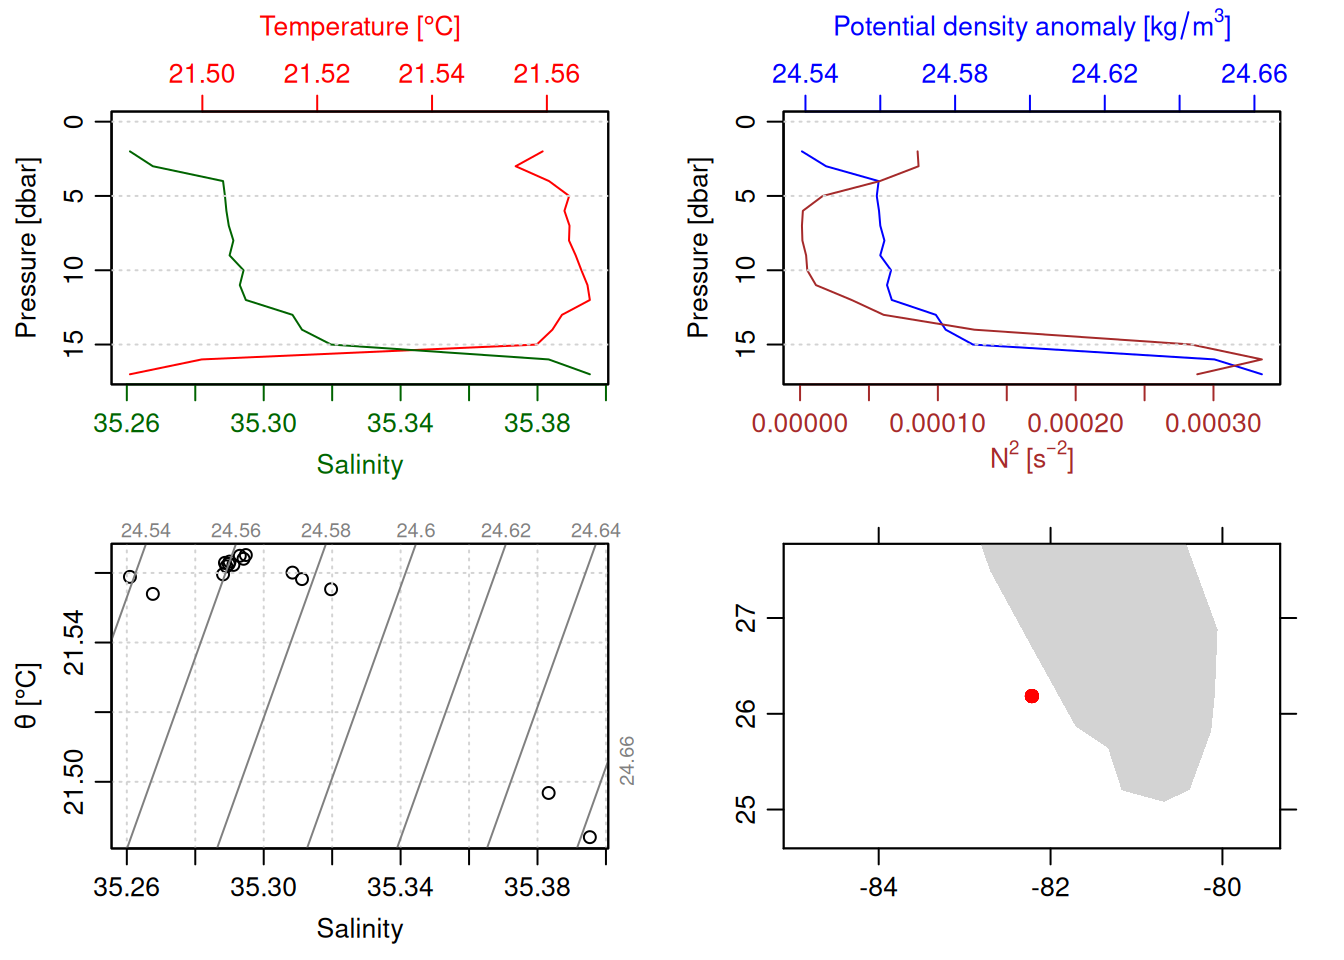 Temperature [°C]
21.50 21.52 21.54 21.56
Pressure [dbar]
0
5
10
15
35.26 35.30 35.34 35.38
Salinity
Potential density anomaly [kg/m³]
24.54 24.58 24.62 24.66
Pressure [dbar]
0
5
10
15
0.00000 0.00010 0.00020 0.00030
N² [s⁻²]
24.54 24.56 24.58 24.6 24.62 24.64
24.66
θ [°C]
21.54
21.50
35.26 35.30 35.34 35.38
Salinity
27
26
25
-84 -82 -80